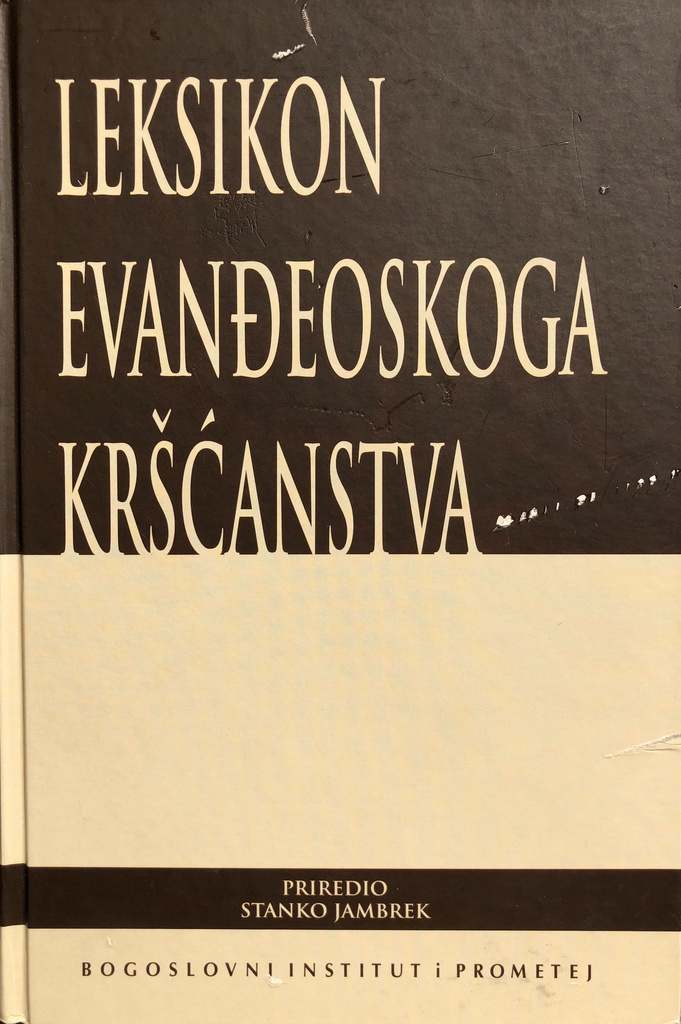 LEKSIKON
EVANĐEOSKOGA
KRŠĆANSTVA
PRIREDIO
STANKO JAMBREK
BOGOSLOVNI INSTITUT i PROMETEJ